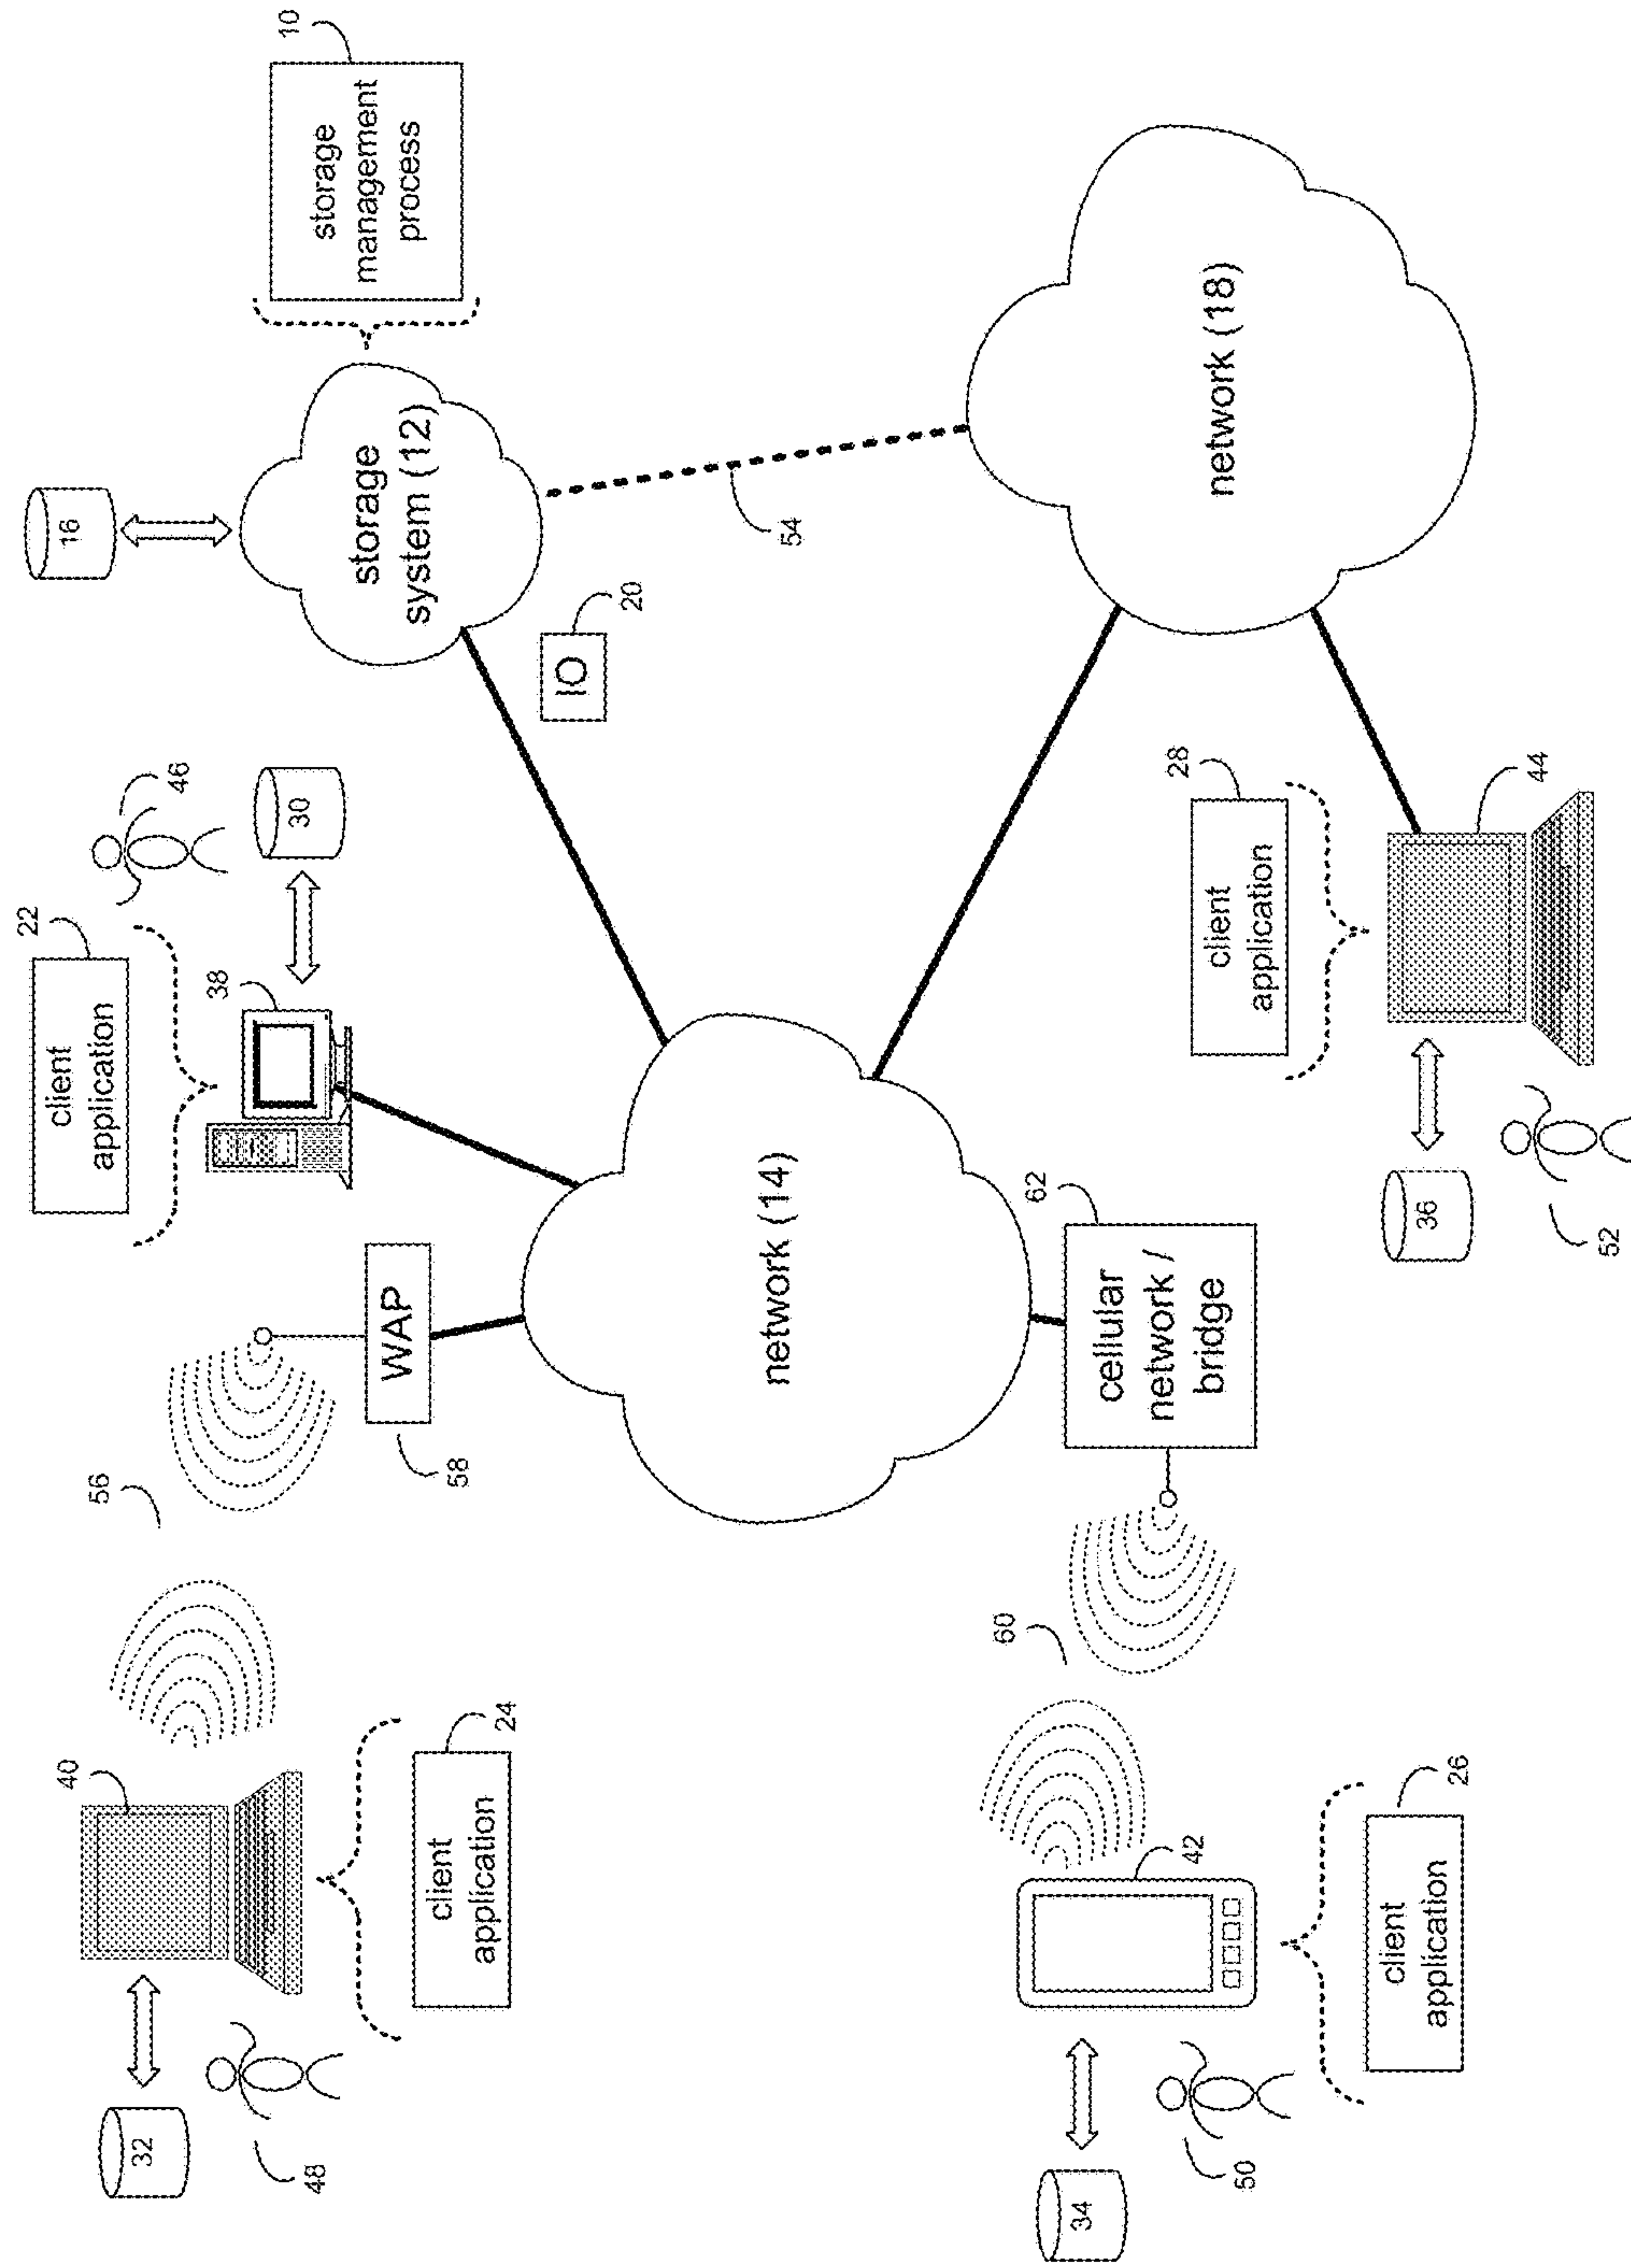 32
48
40
client
application
24
56
WAP
58
client
application
22
38
46
30
16
storage
system (12)
storage
management
process
10
IO
20
54
network (14)
network (18)
34
50
42
client
application
26
60
cellular
network /
bridge
62
36
52
client
application
28
44